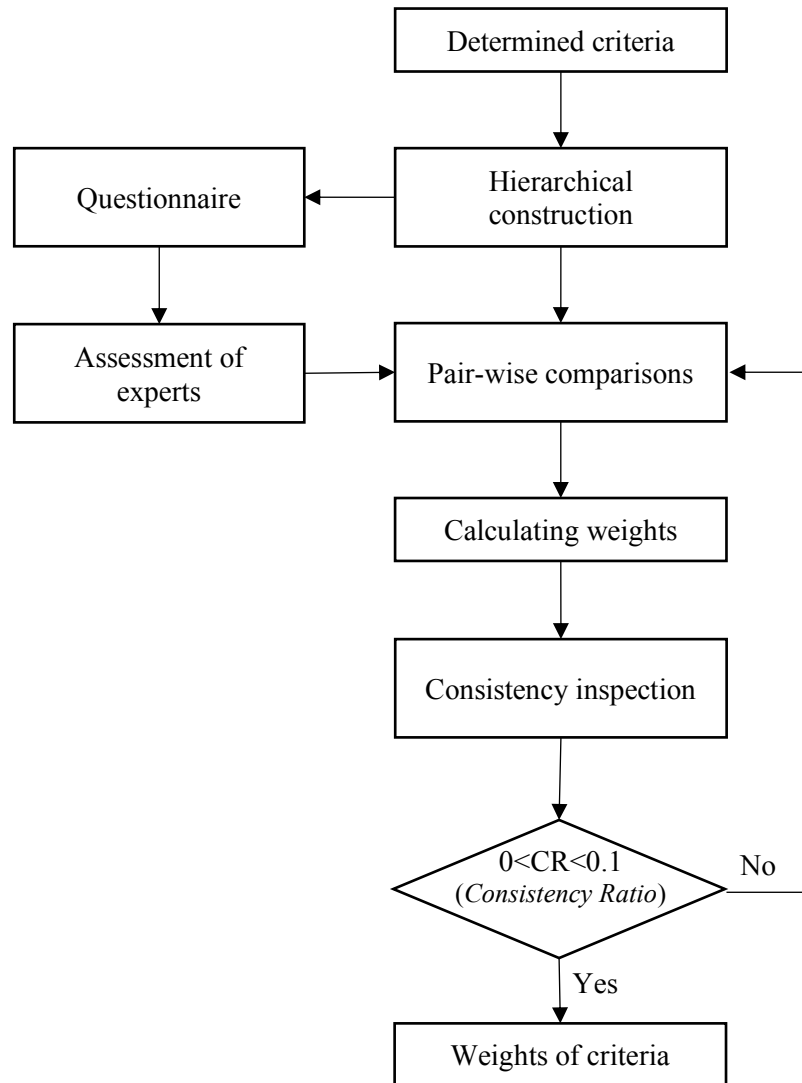 Determined criteria
Questionnaire
Hierarchical
construction
Assessment of
experts
Pair-wise comparisons
Calculating weights
Consistency inspection
0<CR<0.1
(Consistency Ratio)
No
Yes
Weights of criteria